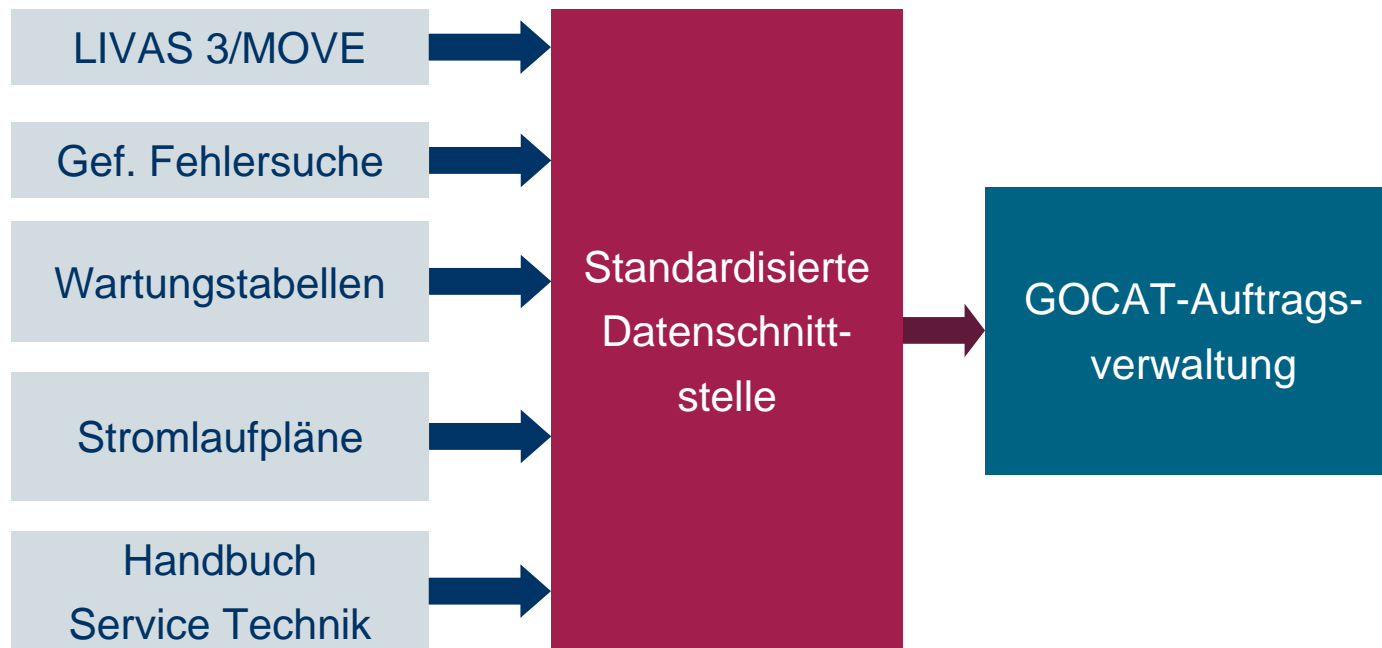 LIVAS 3/MOVE
Gef. Fehlersuche
Wartungstabellen
Stromlaufpläne
Handbuch
Service Technik
Standardisierte
Datenschnitt-
stelle
GOCAT-Auftrags-
verwaltung